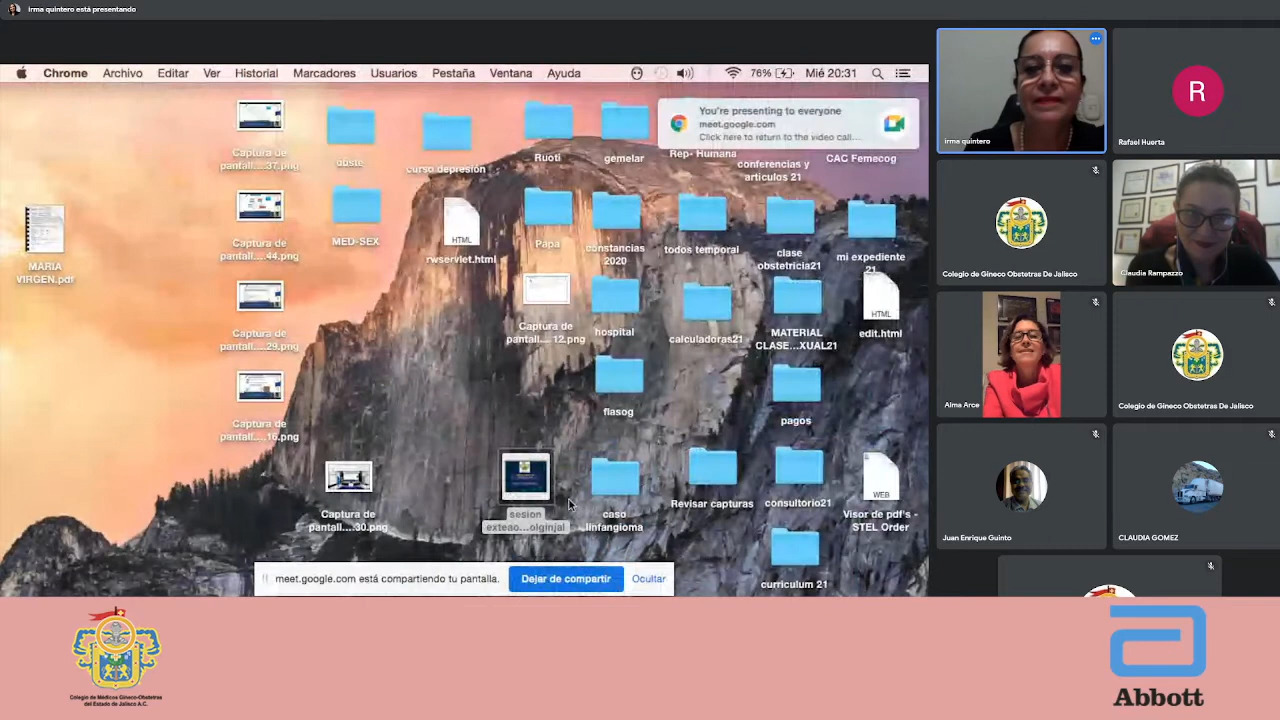 irma quintero está presentando
Chrome Archivo Editar Ver Historial Marcadores Usuarios Pestaña Ventana Ayuda 76% Mié 20:31
You're presenting to everyone
meet.google.com
Click here to return to the video call...
Captura de
pantall....37.png
obste
curso depresión
Ruoti
gemelar
Rep- Humana
conferencias y
articulos 21
CAC Femecog
MARIA
VIRGEN.pdf
Captura de
pantall....44.png
MED-SEX
HTML
rwservlet.html
Papa
constancias
2020
todos temporal
clase
obstetricia21
mi expediente
21
Captura de
pantall....29.png
Captura de
pantall....12.png
hospital
calculadoras21
MATERIAL
CLASE...XUAL21
HTML
edit.html
Captura de
pantall....16.png
flasog
pagos
Captura de
pantall....30.png
sesion
exteao...olginjal
caso
linfangioma
Revisar capturas
consultorio21
WEB
Visor de pdf's -
STEL Order
curriculum 21
meet.google.com está compartiendo tu pantalla. Dejar de compartir Ocultar
irma quintero
R
Rafael Huerta
Colegio de Gineco Obstetras De Jalisco
Claudia Rampazzo
Alma Arce
Colegio de Gineco Obstetras De Jalisco
Juan Enrique Guinto
CLAUDIA GOMEZ
Colegio de Médicos Gineco-Obstetras
del Estado de Jalisco A.C.
Abbott